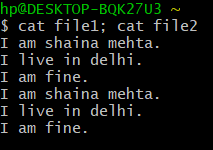 hp@DESKTOP-BQK27U3 ~
$ cat file1; cat file2
I am shaina mehta.
I live in delhi.
I am fine.
I am shaina mehta.
I live in delhi.
I am fine.